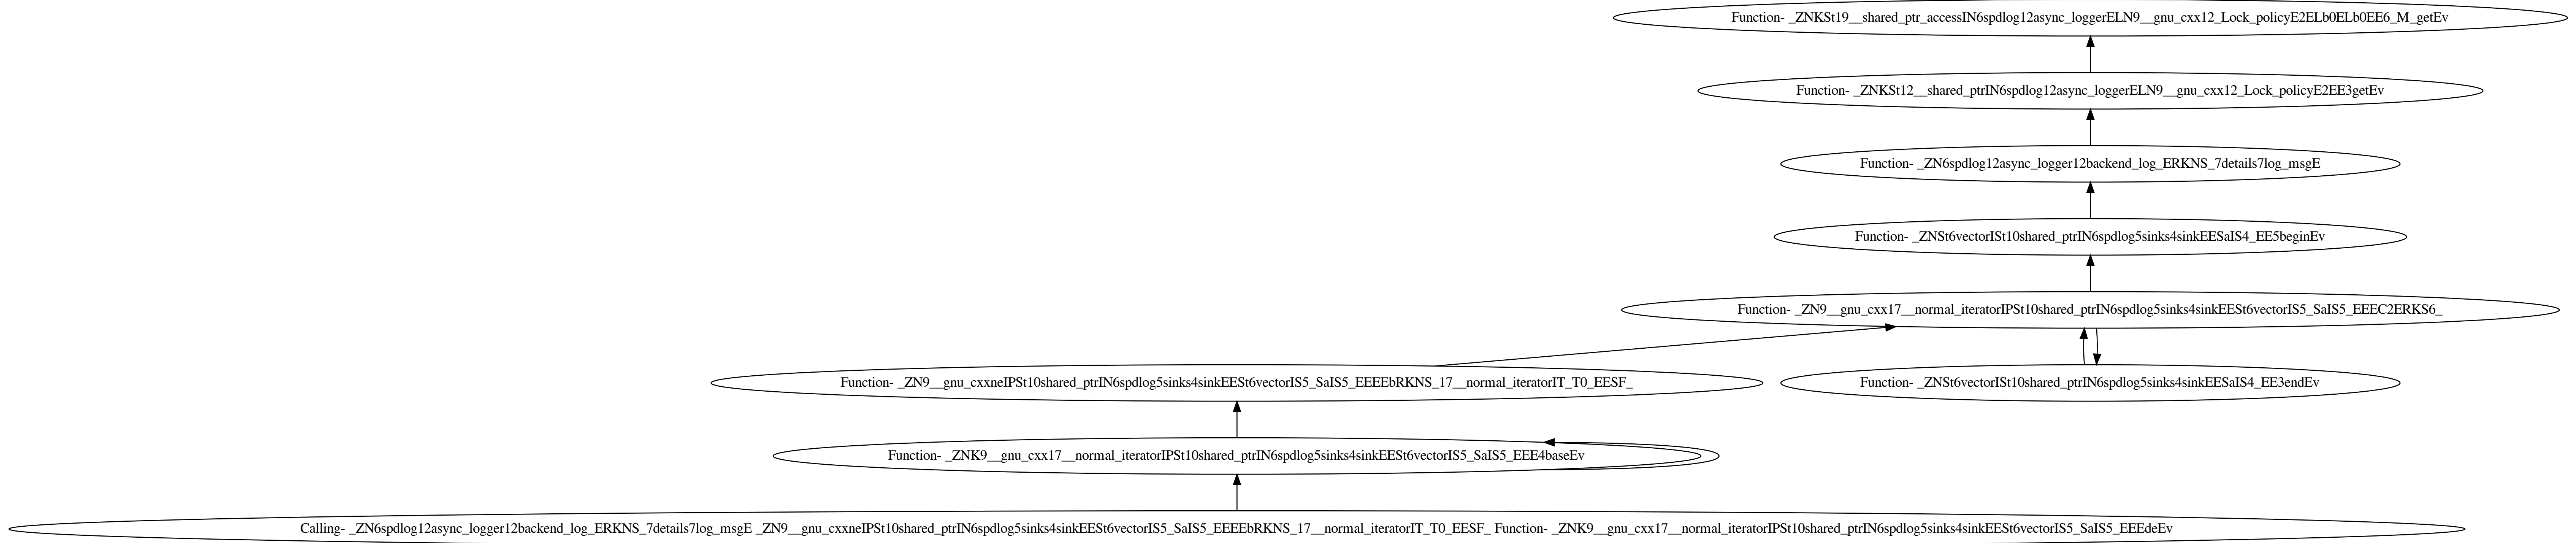 Function- _ZNKSt19__shared_ptr_accessIN6spdlog12async_loggerELN9__gnu_cxx12_Lock_policyE2ELb0ELb0EE6_M_getEv
Function- _ZNKSt12__shared_ptrIN6spdlog12async_loggerELN9__gnu_cxx12_Lock_policyE2EE3getEv
Function- _ZN6spdlog12async_logger12backend_log_ERKNS_7details7log_msgE
Function- _ZNSt6vectorISt10shared_ptrIN6spdlog5sinks4sinkEESaIS4_EE5beginEv
Function- _ZN9__gnu_cxx17__normal_iteratorIPSt10shared_ptrIN6spdlog5sinks4sinkEESt6vectorIS5_SaIS5_EEEC2ERKS6_
Function- _ZN9__gnu_cxxneIPSt10shared_ptrIN6spdlog5sinks4sinkEESt6vectorIS5_SaIS5_EEEEbRKNS_17__normal_iteratorIT_T0_EESF_
Function- _ZNSt6vectorISt10shared_ptrIN6spdlog5sinks4sinkEESaIS4_EE3endEv
Function- _ZNK9__gnu_cxx17__normal_iteratorIPSt10shared_ptrIN6spdlog5sinks4sinkEESt6vectorIS5_SaIS5_EEE4baseEv
Calling- _ZN6spdlog12async_logger12backend_log_ERKNS_7details7log_msgE _ZN9__gnu_cxxneIPSt10shared_ptrIN6spdlog5sinks4sinkEESt6vectorIS5_SaIS5_EEEEbRKNS_17__normal_iteratorIT_T0_EESF_ Function- _ZNK9__gnu_cxx17__normal_iteratorIPSt10shared_ptrIN6spdlog5sinks4sinkEESt6vectorIS5_SaIS5_EEEdeEv